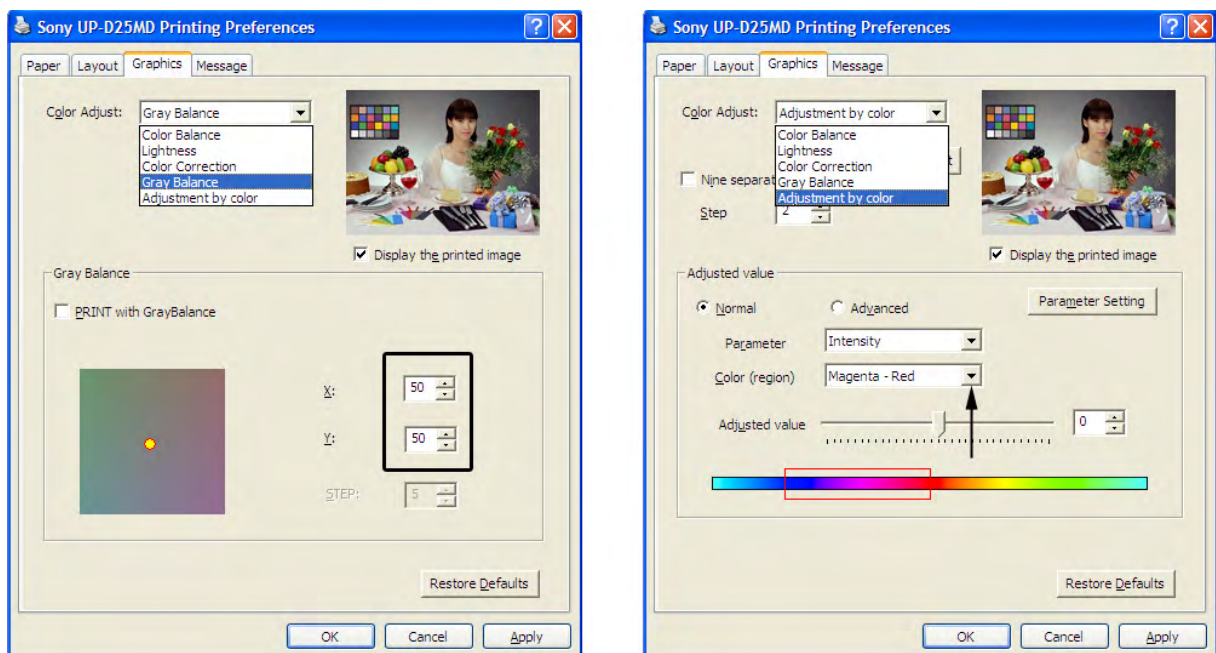 Sony UP-D25MD Printing Preferences
Paper Layout Graphics Message
Color Adjust: Gray Balance
Color Balance
Lightness
Color Correction
Gray Balance
Adjustment by color
Display the printed image
Gray Balance
PRINT with GrayBalance
X: 50
Y: 50
STEP: 5
Restore Defaults
OK Cancel Apply
Sony UP-D25MD Printing Preferences
Paper Layout Graphics Message
Color Adjust: Adjustment by color
Color Balance
Lightness
Color Correction
t
Nine separat Gray Balance
Adjustment by color
Step 2
Display the printed image
Adjusted value
Normal Advanced Parameter Setting
Parameter Intensity
Color (region) Magenta - Red
Adjusted value 0
Restore Defaults
OK Cancel Apply